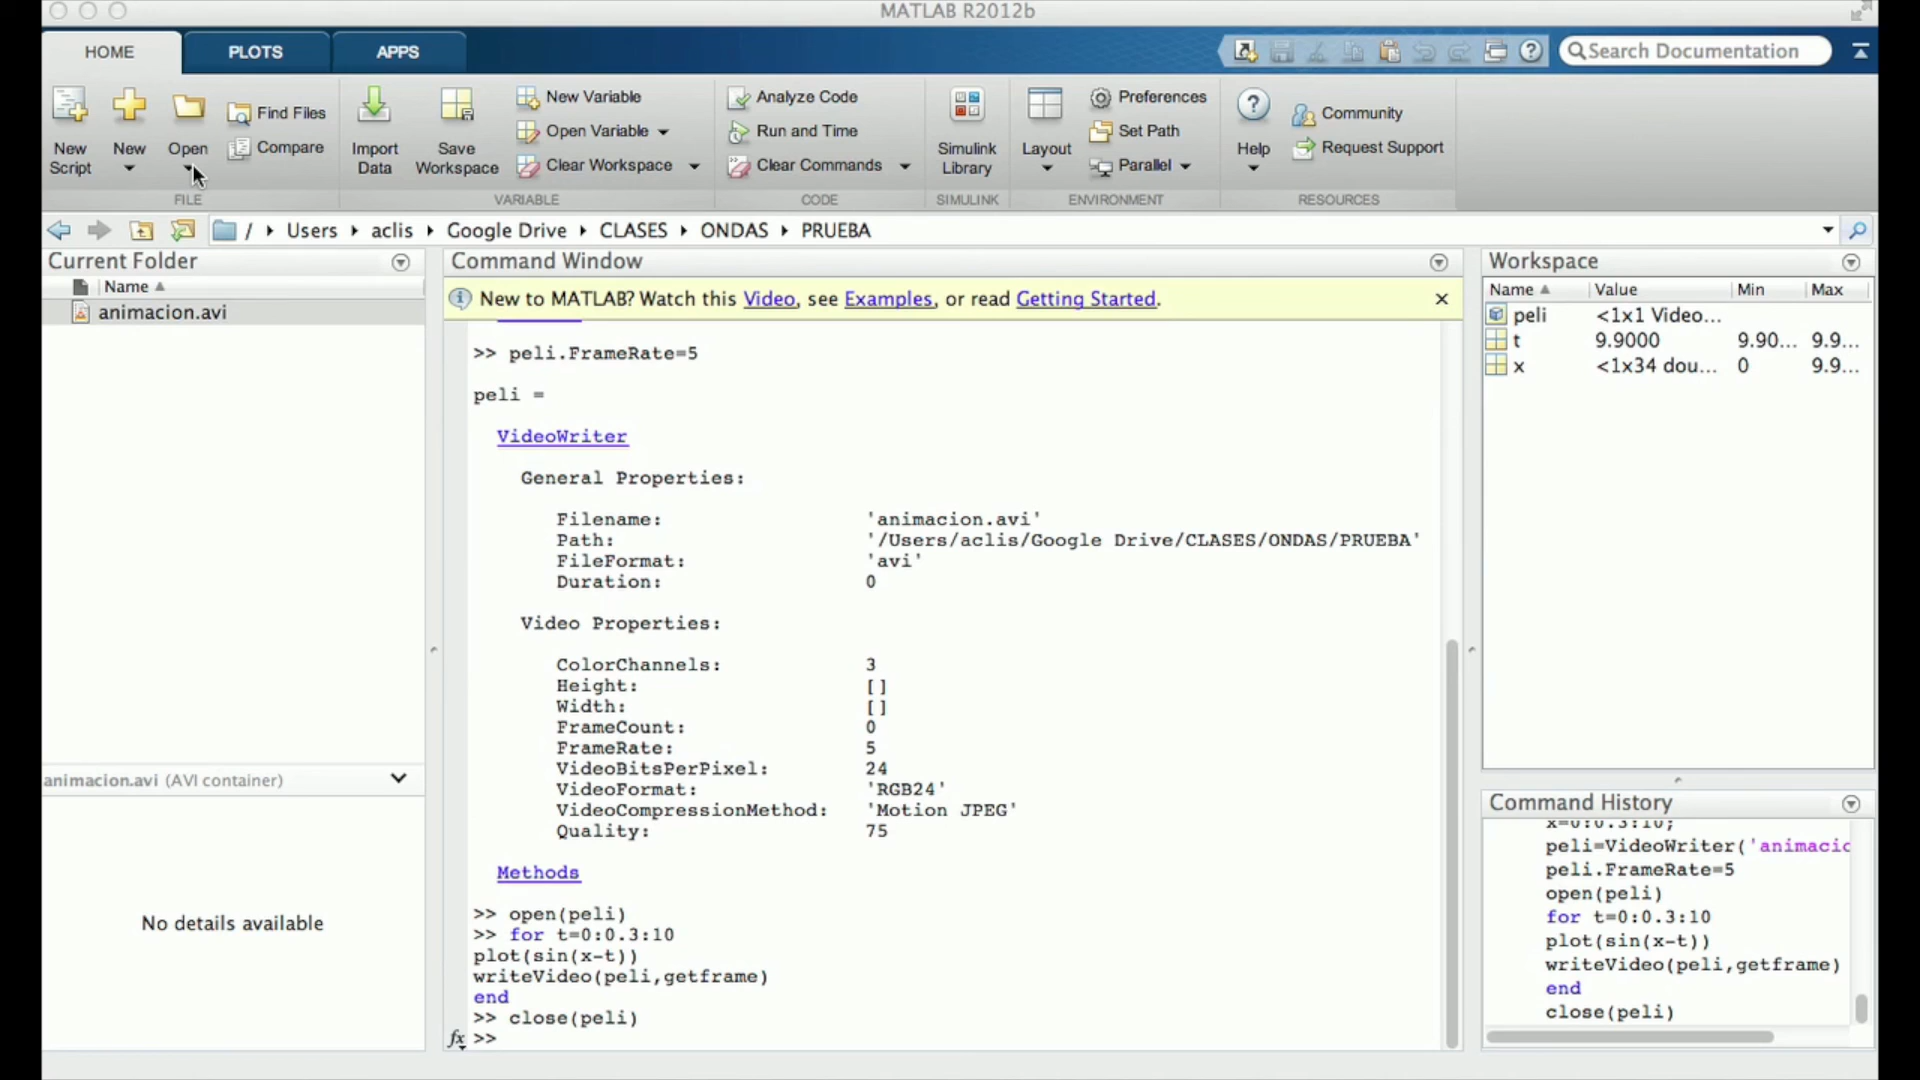 MATLAB R2012b
HOME
PLOTS
APPS
Search Documentation
New Script
New
Open
Find Files
Compare
Import Data
Save Workspace
New Variable
Open Variable
Clear Workspace
Analyze Code
Run and Time
Clear Commands
Simulink Library
Layout
Preferences
Set Path
Parallel
Help
Community
Request Support
FILE
VARIABLE
CODE
SIMULINK
ENVIRONMENT
RESOURCES
/ Users aclis Google Drive CLASES ONDAS PRUEBA
Current Folder
Name
animacion.avi
animacion.avi (AVI container)
No details available
Command Window
New to MATLAB? Watch this Video, see Examples, or read Getting Started.
>> peli.FrameRate=5
peli =
VideoWriter
General Properties:
Filename: 'animacion.avi'
Path: '/Users/aclis/Google Drive/CLASES/ONDAS/PRUEBA'
FileFormat: 'avi'
Duration: 0
Video Properties:
ColorChannels: 3
Height: []
Width: []
FrameCount: 0
FrameRate: 5
VideoBitsPerPixel: 24
VideoFormat: 'RGB24'
VideoCompressionMethod: 'Motion JPEG'
Quality: 75
Methods
>> open(peli)
>> for t=0:0.3:10
plot(sin(x-t))
writeVideo(peli,getframe)
end
>> close(peli)
fx >>
Workspace
Name Value Min Max
peli <1x1 Video...
t 9.9000 9.90... 9.9...
x <1x34 dou... 0 9.9...
Command History
x=0:0.3:10;
peli=VideoWriter('animacic
peli.FrameRate=5
open(peli)
for t=0:0.3:10
plot(sin(x-t))
writeVideo(peli,getframe)
end
close(peli)